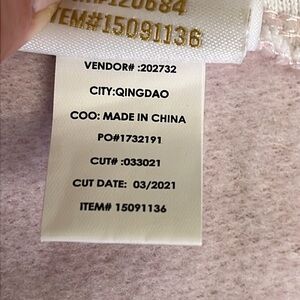 120684
ITEM#15091136
VENDOR# :202732
CITY:QINGDAO
COO: MADE IN CHINA
PO#1732191
CUT# :033021
CUT DATE: 03/2021
ITEM# 15091136